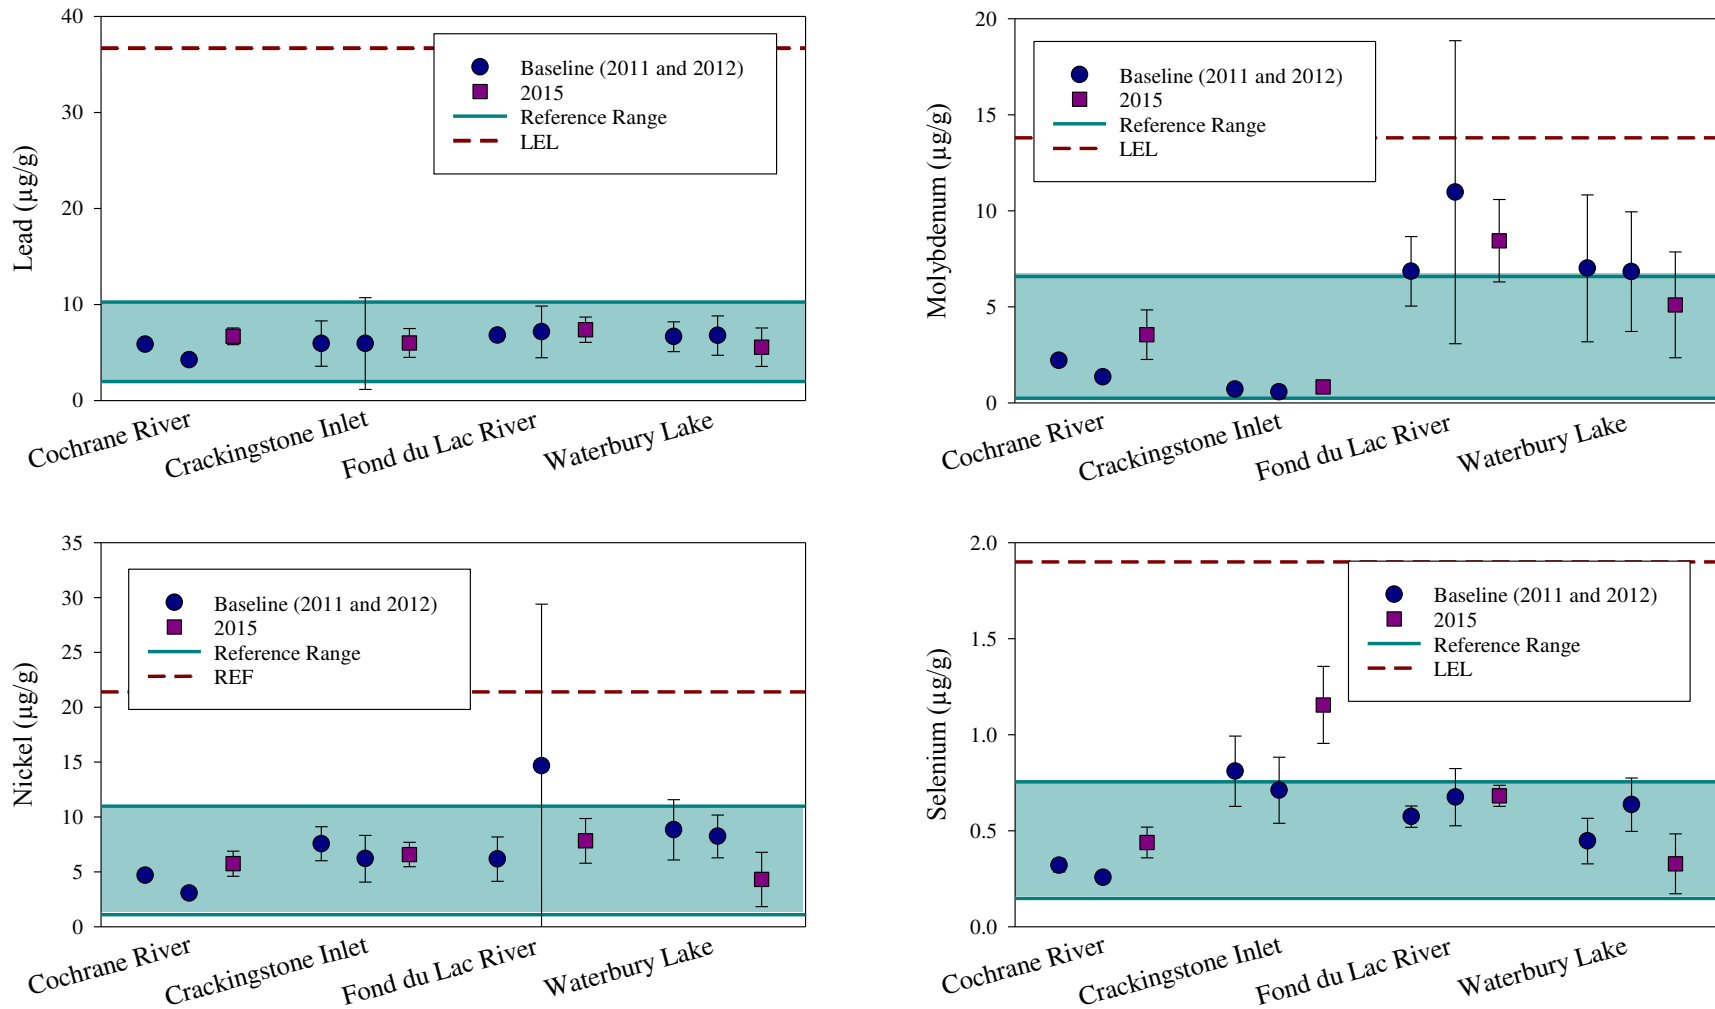 40
30
20
10
0
Lead (µg/g)
Baseline (2011 and 2012)
2015
Reference Range
LEL
Cochrane River
Crackingstone Inlet
Fond du Lac River
Waterbury Lake
20
15
10
5
0
Molybdenum (µg/g)
Baseline (2011 and 2012)
2015
Reference Range
LEL
Cochrane River
Crackingstone Inlet
Fond du Lac River
Waterbury Lake
35
30
25
20
15
10
5
0
Nickel (µg/g)
Baseline (2011 and 2012)
2015
Reference Range
REF
Cochrane River
Crackingstone Inlet
Fond du Lac River
Waterbury Lake
2.0
1.5
1.0
0.5
0.0
Selenium (µg/g)
Baseline (2011 and 2012)
2015
Reference Range
LEL
Cochrane River
Crackingstone Inlet
Fond du Lac River
Waterbury Lake